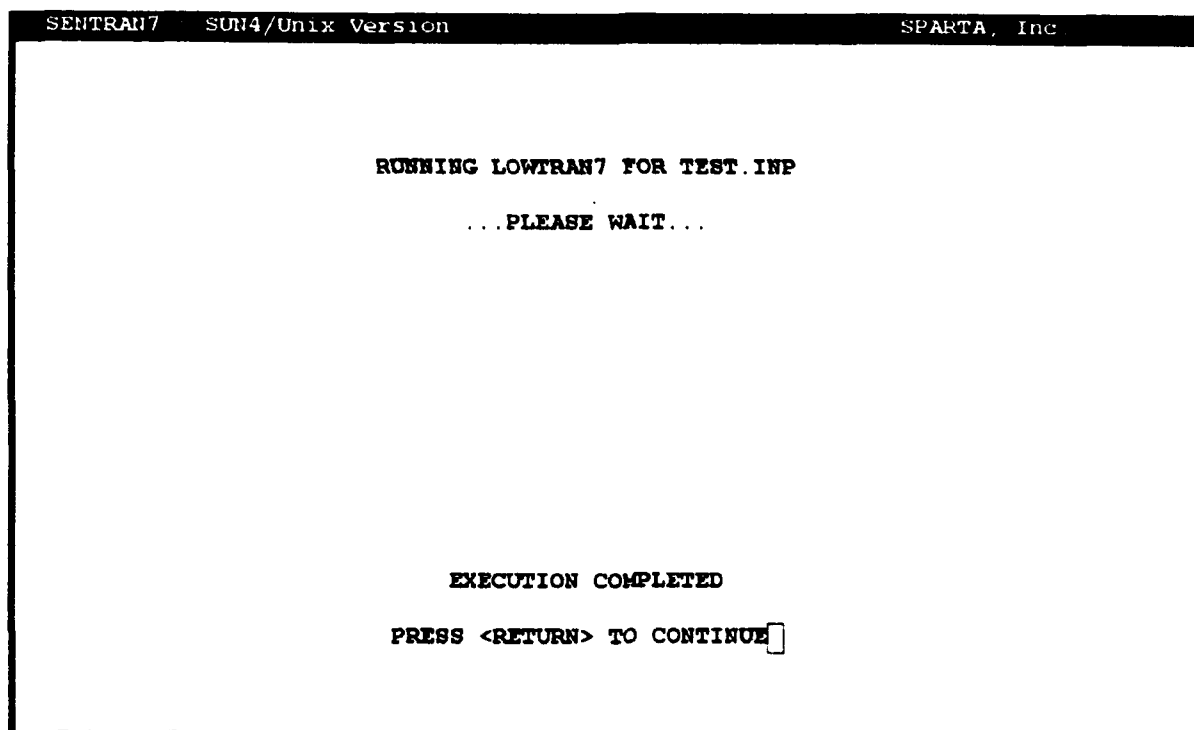 SENTRAN7 SUN4/Unix Version SPARTA, Inc.
RUNNING LOWTRAN7 FOR TEST.INP
...PLEASE WAIT...
EXECUTION COMPLETED
PRESS <RETURN> TO CONTINUE